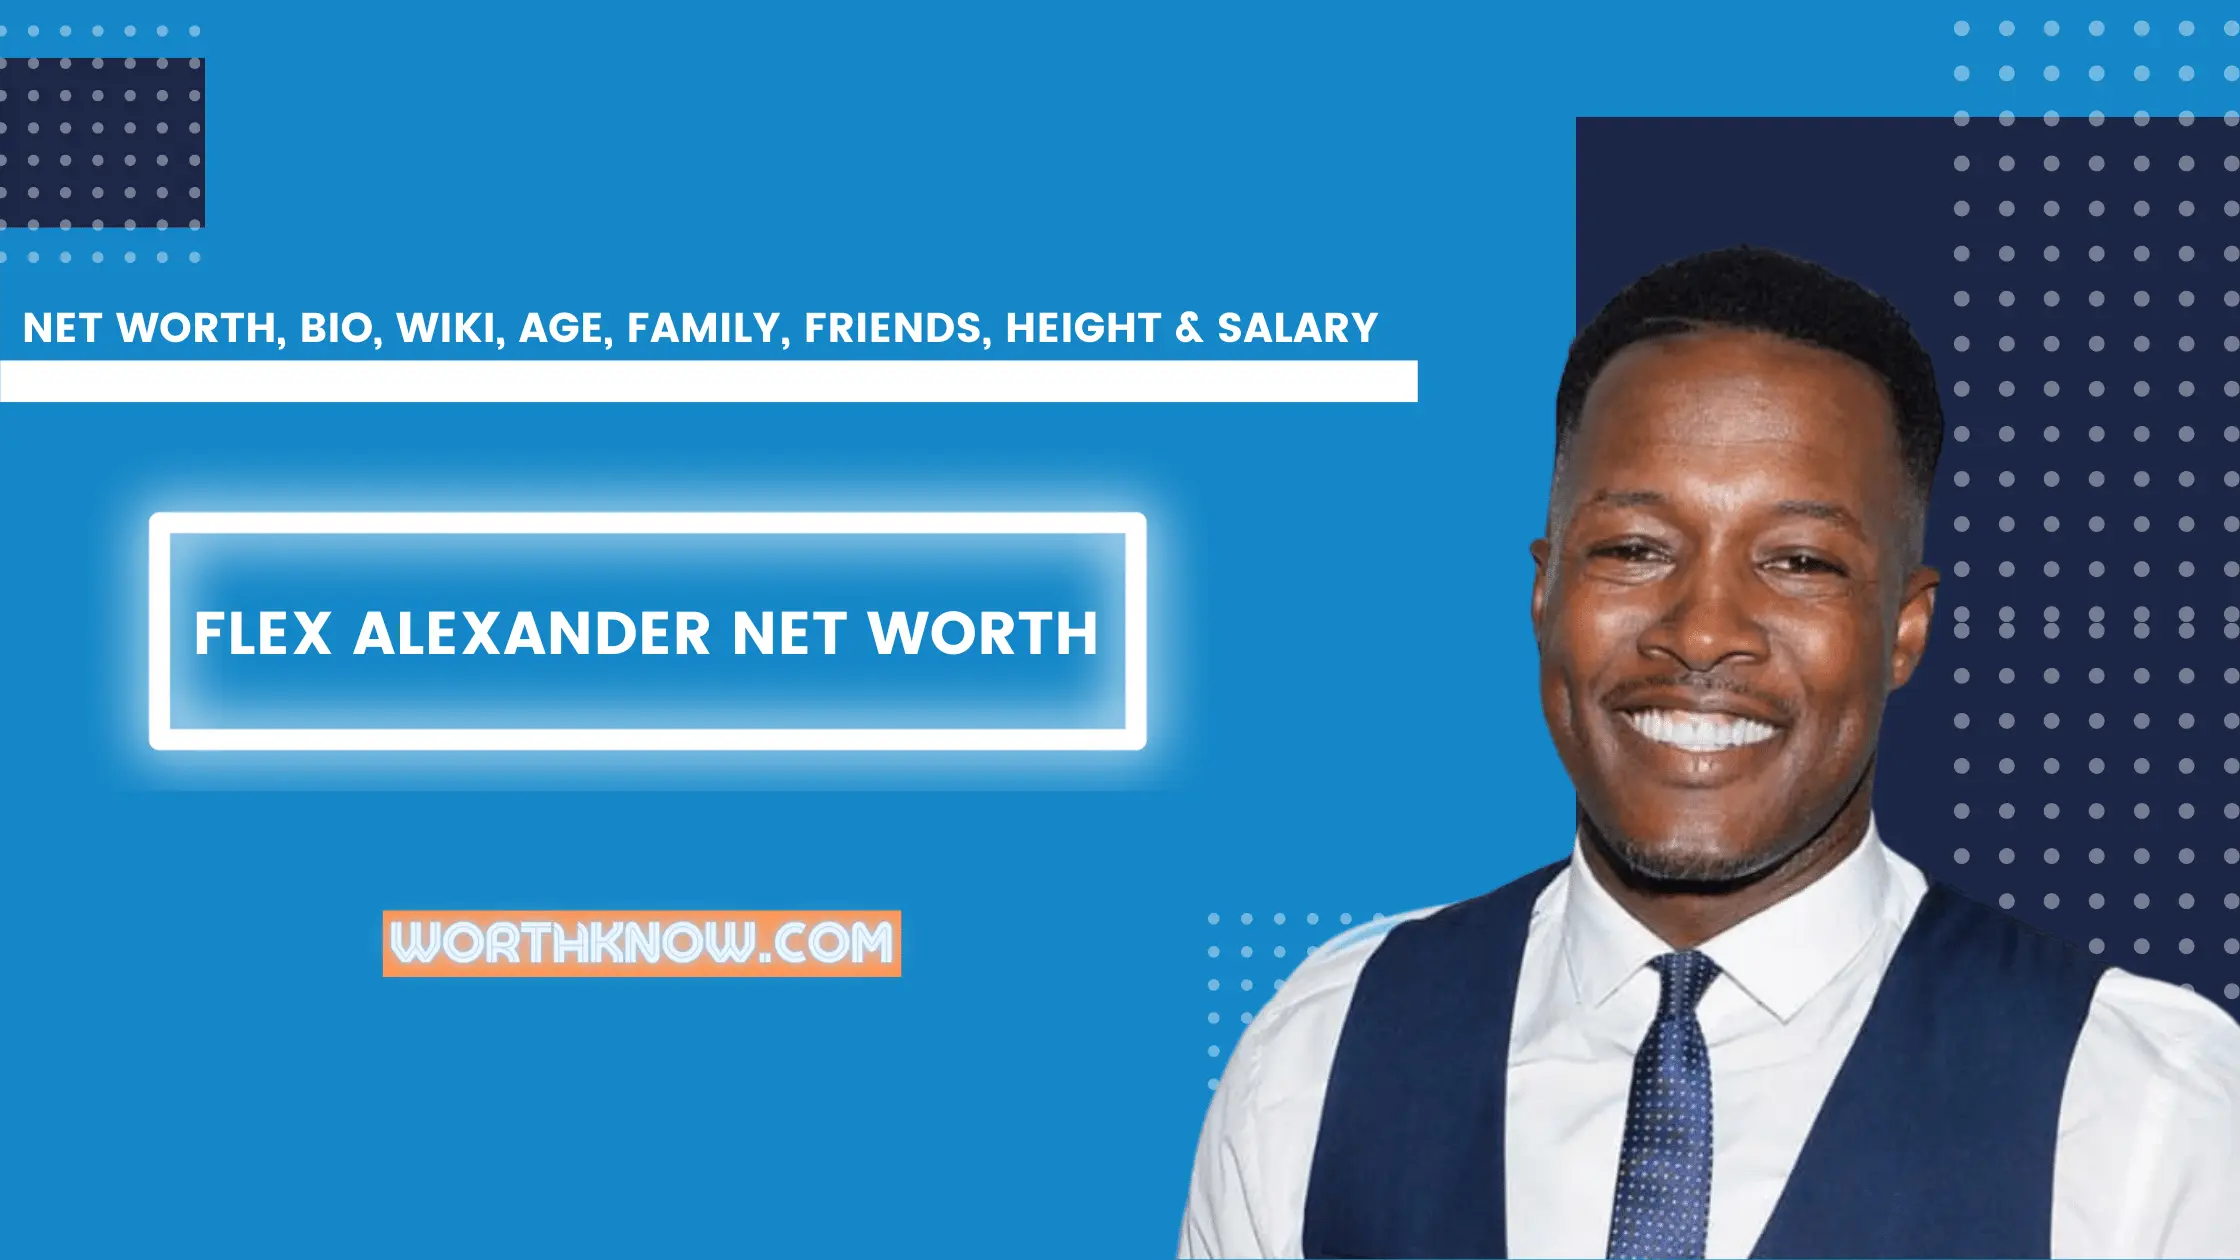 NET WORTH, BIO, WIKI, AGE, FAMILY, FRIENDS, HEIGHT & SALARY
FLEX ALEXANDER NET WORTH
WORTHKNOW.COM